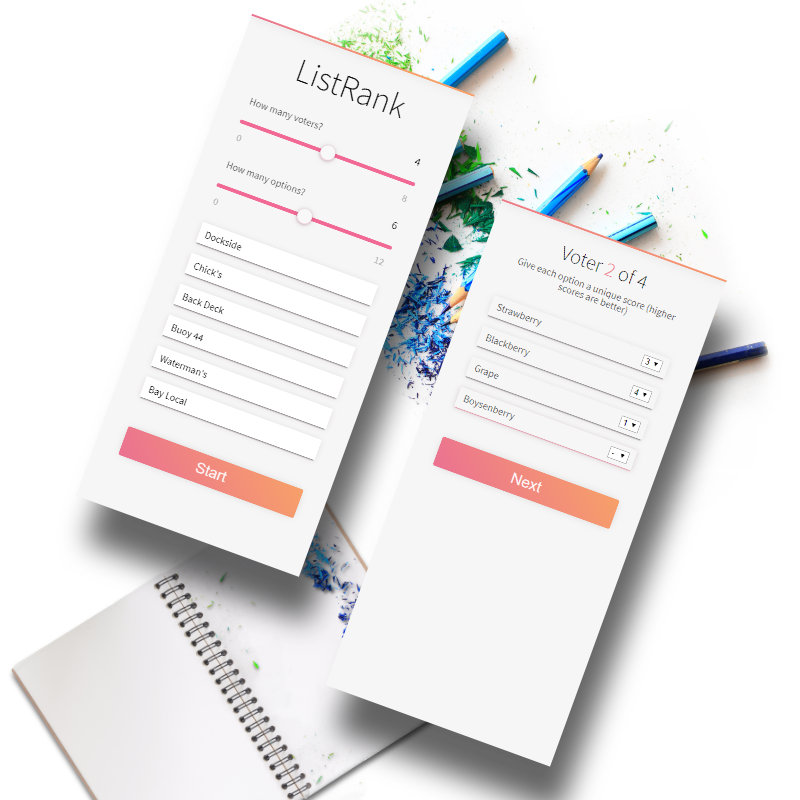 ListRank
How many voters?
4
0
8
How many options?
6
0
12
Dockside
Chick's
Back Deck
Buoy 44
Waterman's
Bay Local
Start
Voter 2 of 4
Give each option a unique score (higher
scores are better)
Strawberry
3
Blackberry
4
Grape
1
Boysenberry
-
Next